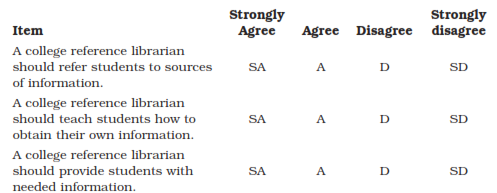 Strongly Strongly
Item Agree Agree Disagree disagree
A college reference librarian
should refer students to sources SA A D SD
of information.
A college reference librarian
should teach students how to SA A D SD
obtain their own information.
A college reference librarian
should provide students with SA A D SD
needed information.